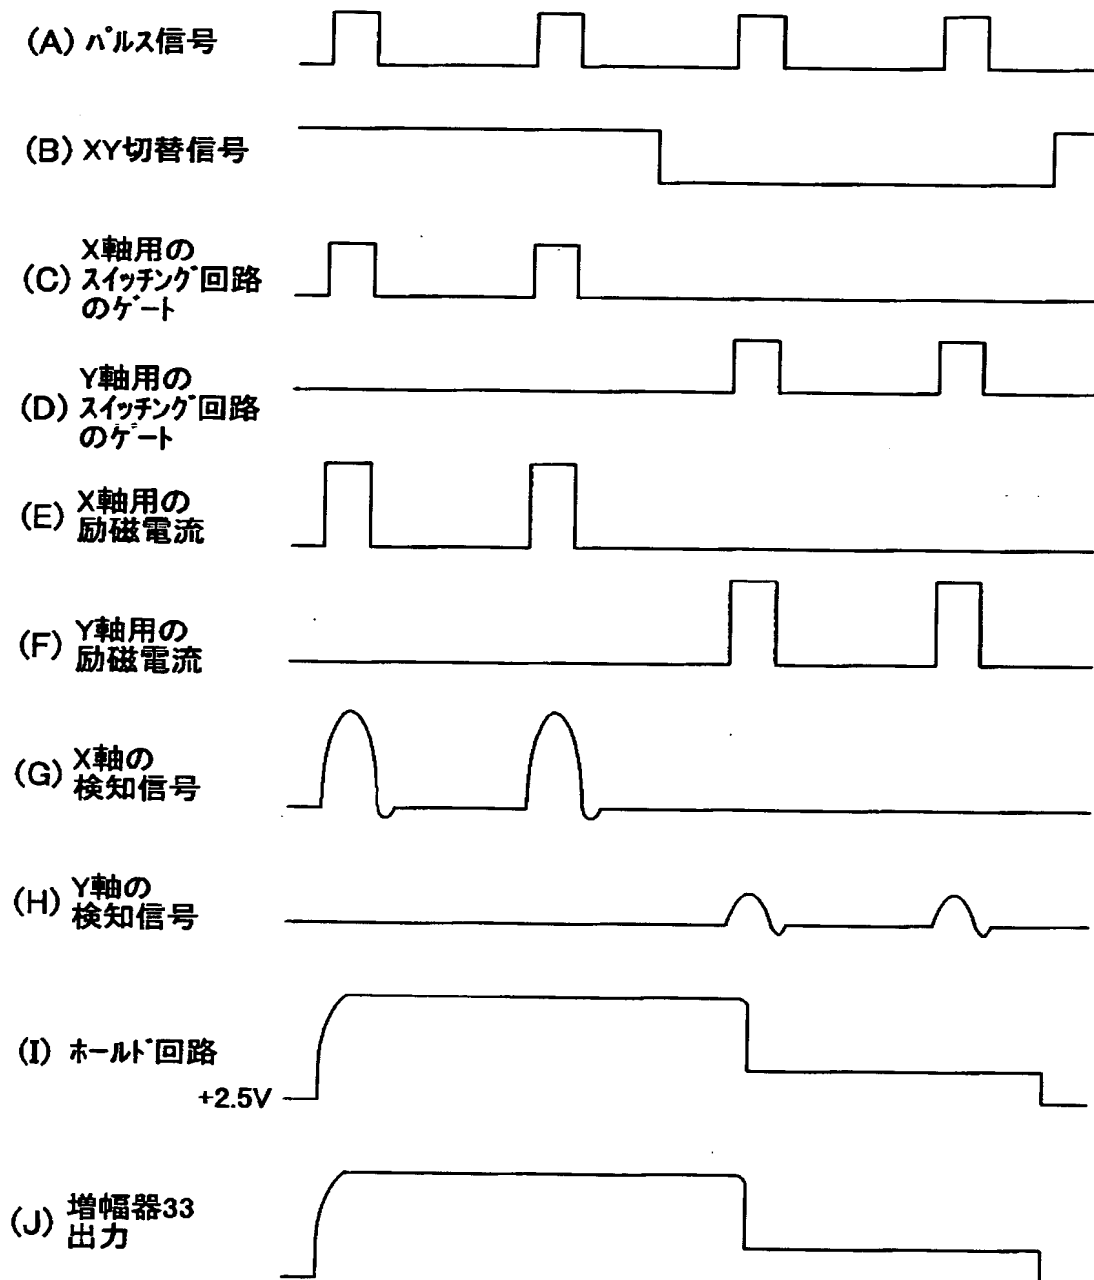 (A) パルス信号
(B) XY切替信号
X軸用の
(C) スイッチング回路
のゲート
Y軸用の
(D) スイッチング回路
のゲート
(E) X軸用の
励磁電流
(F) Y軸用の
励磁電流
(G) X軸の
検知信号
(H) Y軸の
検知信号
(I) ホールド回路
+2.5V
(J) 増幅器33
出力